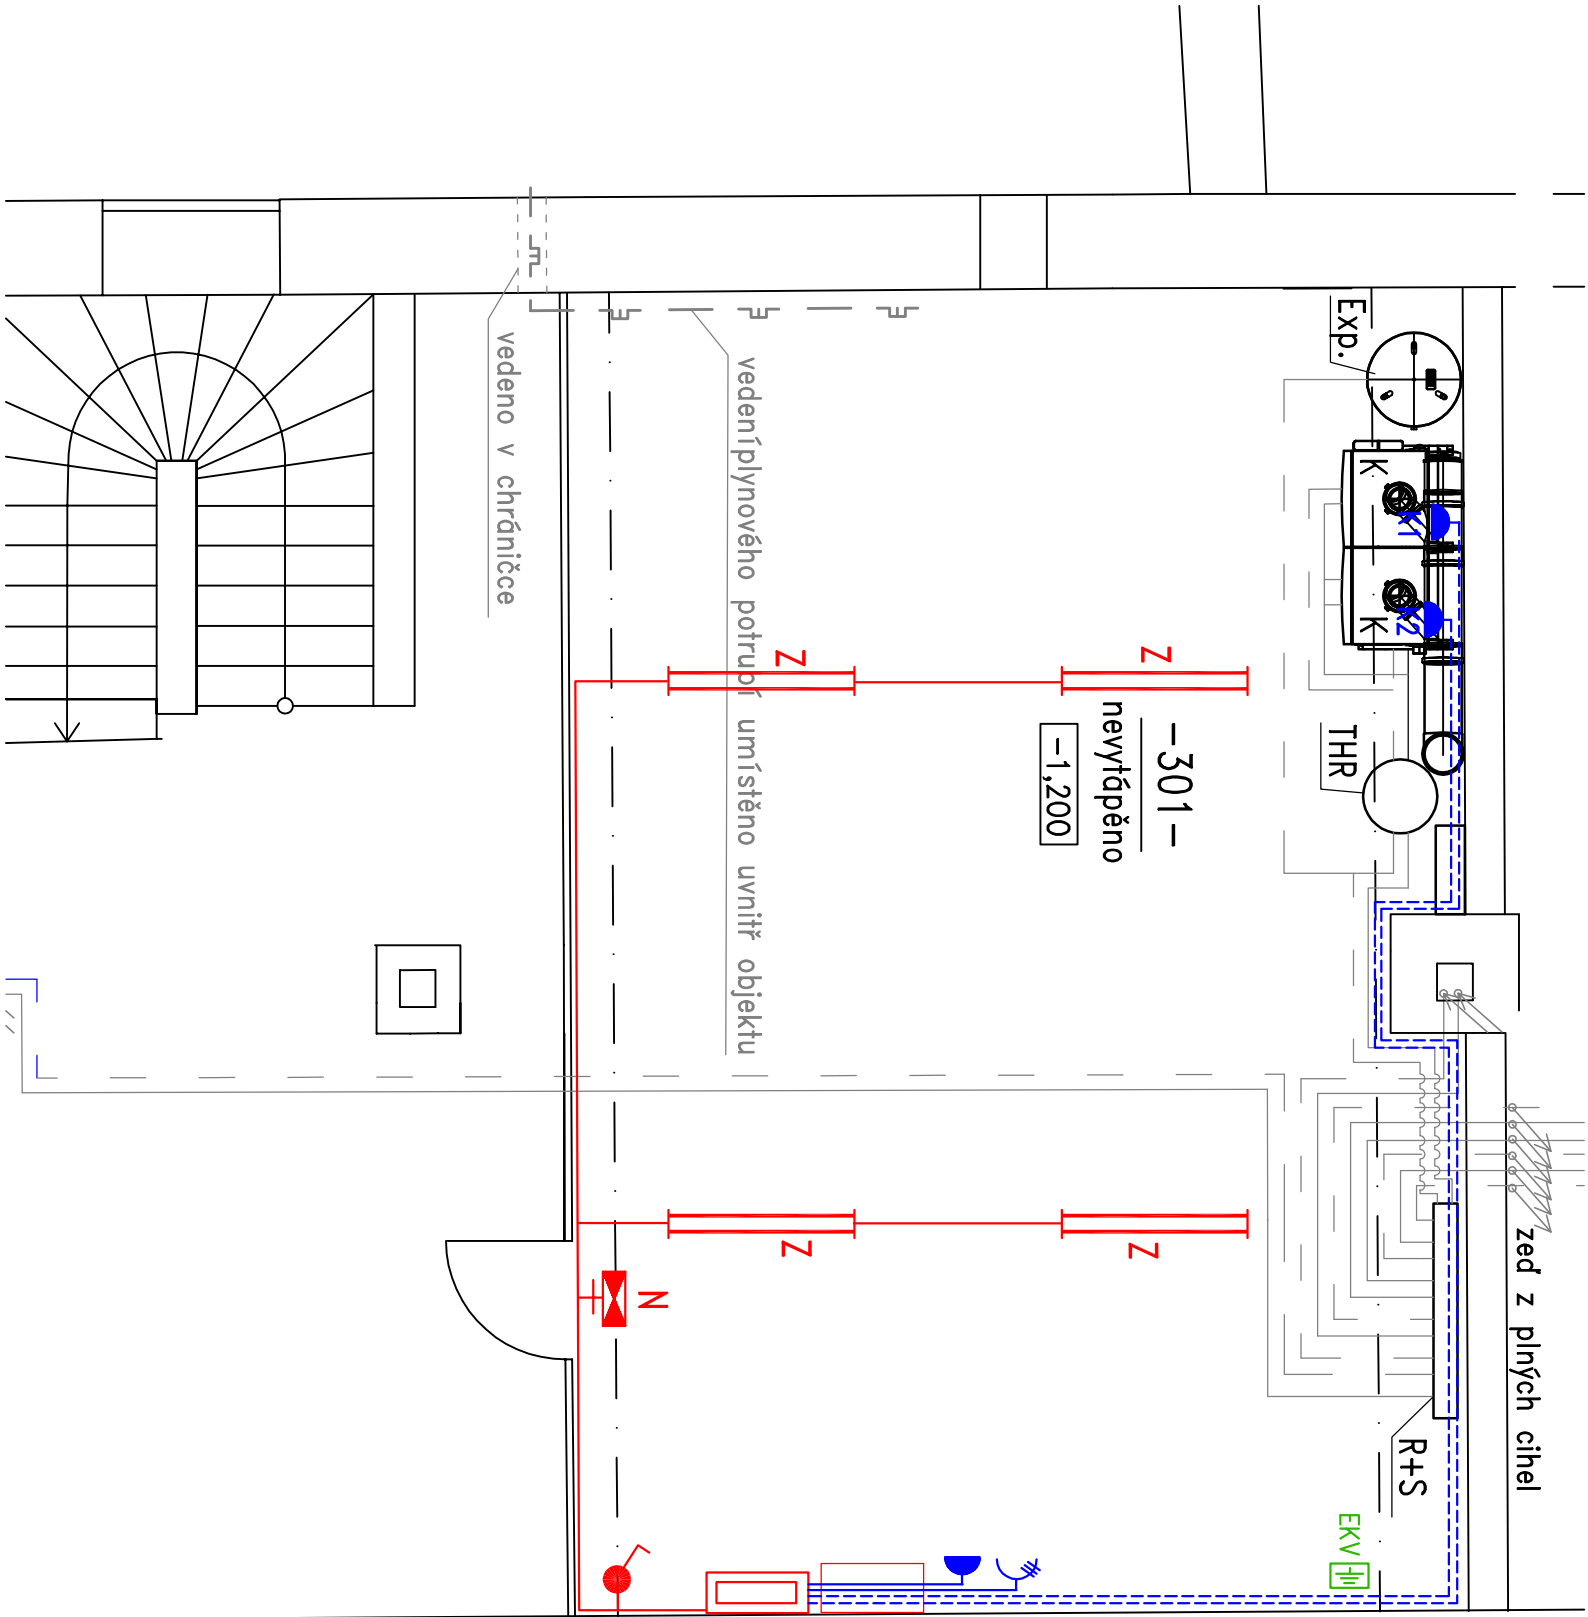 Exp.
K
K1
K2
K
THR
-301-
nevytápěno
-1,200
vedeno v chráničce
vedení plynového potrubí umístěno uvnitř objektu
Z
Z
Z
Z
N
zeď z plných cihel
R+S
EKV